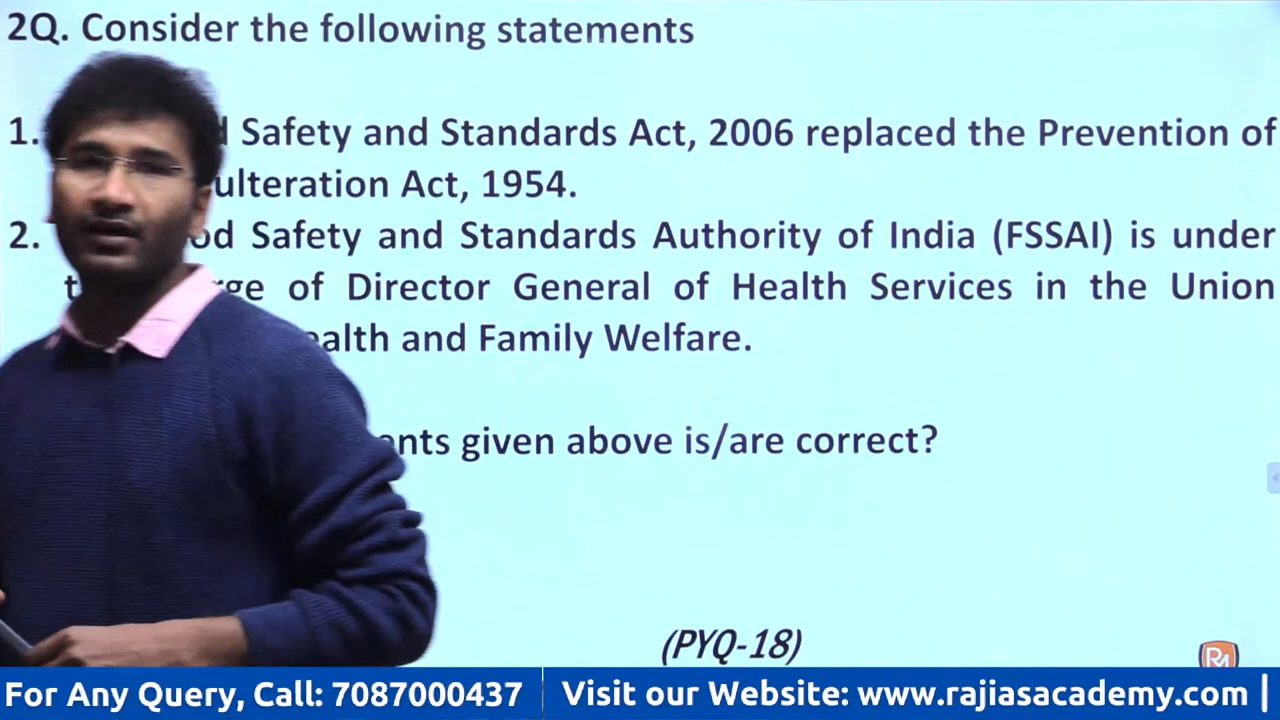 2Q. Consider the following statements
1. Safety and Standards Act, 2006 replaced the Prevention of
ulteration Act, 1954.
2. od Safety and Standards Authority of India (FSSAI) is under
of Director General of Health Services in the Union
alth and Family Welfare.
nts given above is/are correct?
(PYQ-18)
For Any Query, Call: 7087000437 Visit our Website: www.rajiasacademy.com |